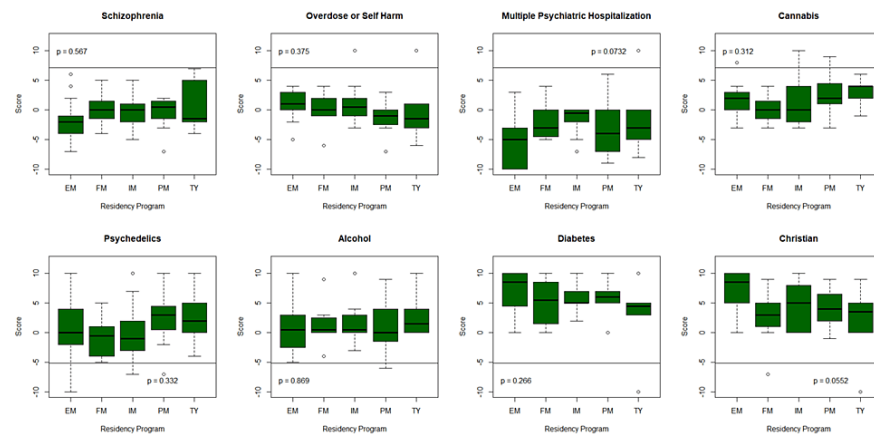 Schizophrenia
p = 0.567
Score
10
5
0
-5
-10
EM FM IM PM TY
Residency Program
Overdose or Self Harm
p = 0.375
Score
10
5
0
-5
-10
EM FM IM PM TY
Residency Program
Multiple Psychiatric Hospitalization
p = 0.0732
Score
10
5
0
-5
-10
EM FM IM PM TY
Residency Program
Cannabis
p = 0.312
Score
10
5
0
-5
-10
EM FM IM PM TY
Residency Program
Psychedelics
Score
10
5
0
-5
-10
p = 0.332
EM FM IM PM TY
Residency Program
Alcohol
Score
10
5
0
-5
-10
p = 0.869
EM FM IM PM TY
Residency Program
Diabetes
Score
10
5
0
-5
-10
p = 0.266
EM FM IM PM TY
Residency Program
Christian
Score
10
5
0
-5
-10
p = 0.0552
EM FM IM PM TY
Residency Program